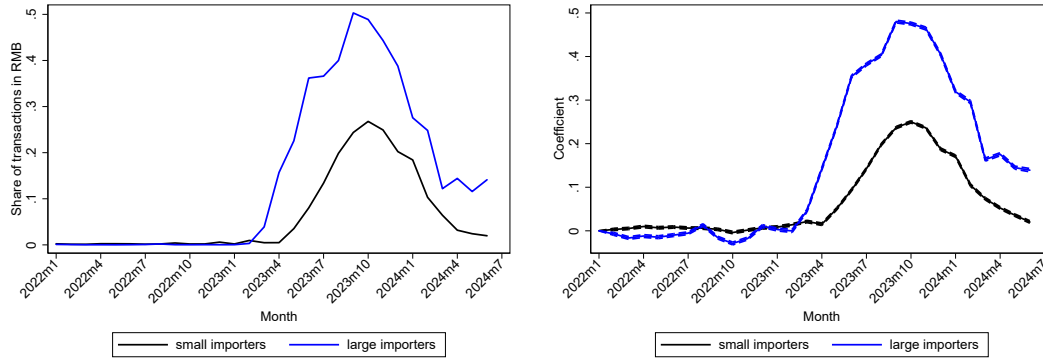 Share of transactions in RMB
.5
.4
.3
.2
.1
0
2022m1
2022m4
2022m7
2022m10
2023m1
2023m4
2023m7
2023m10
2024m1
2024m4
2024m7
Month
small importers
large importers
Coefficient
.5
.4
.3
.2
.1
0
2022m1
2022m4
2022m7
2022m10
2023m1
2023m4
2023m7
2023m10
2024m1
2024m4
2024m7
Month
small importers
large importers